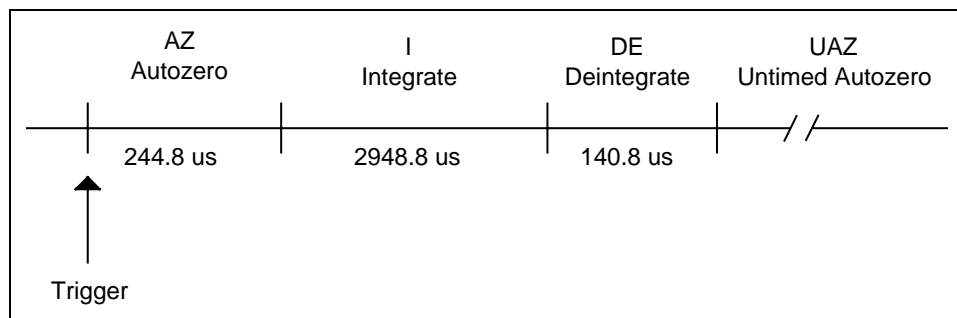 AZ
Autozero
I
Integrate
DE
Deintegrate
UAZ
Untimed Autozero
244.8 us
2948.8 us
140.8 us
Trigger